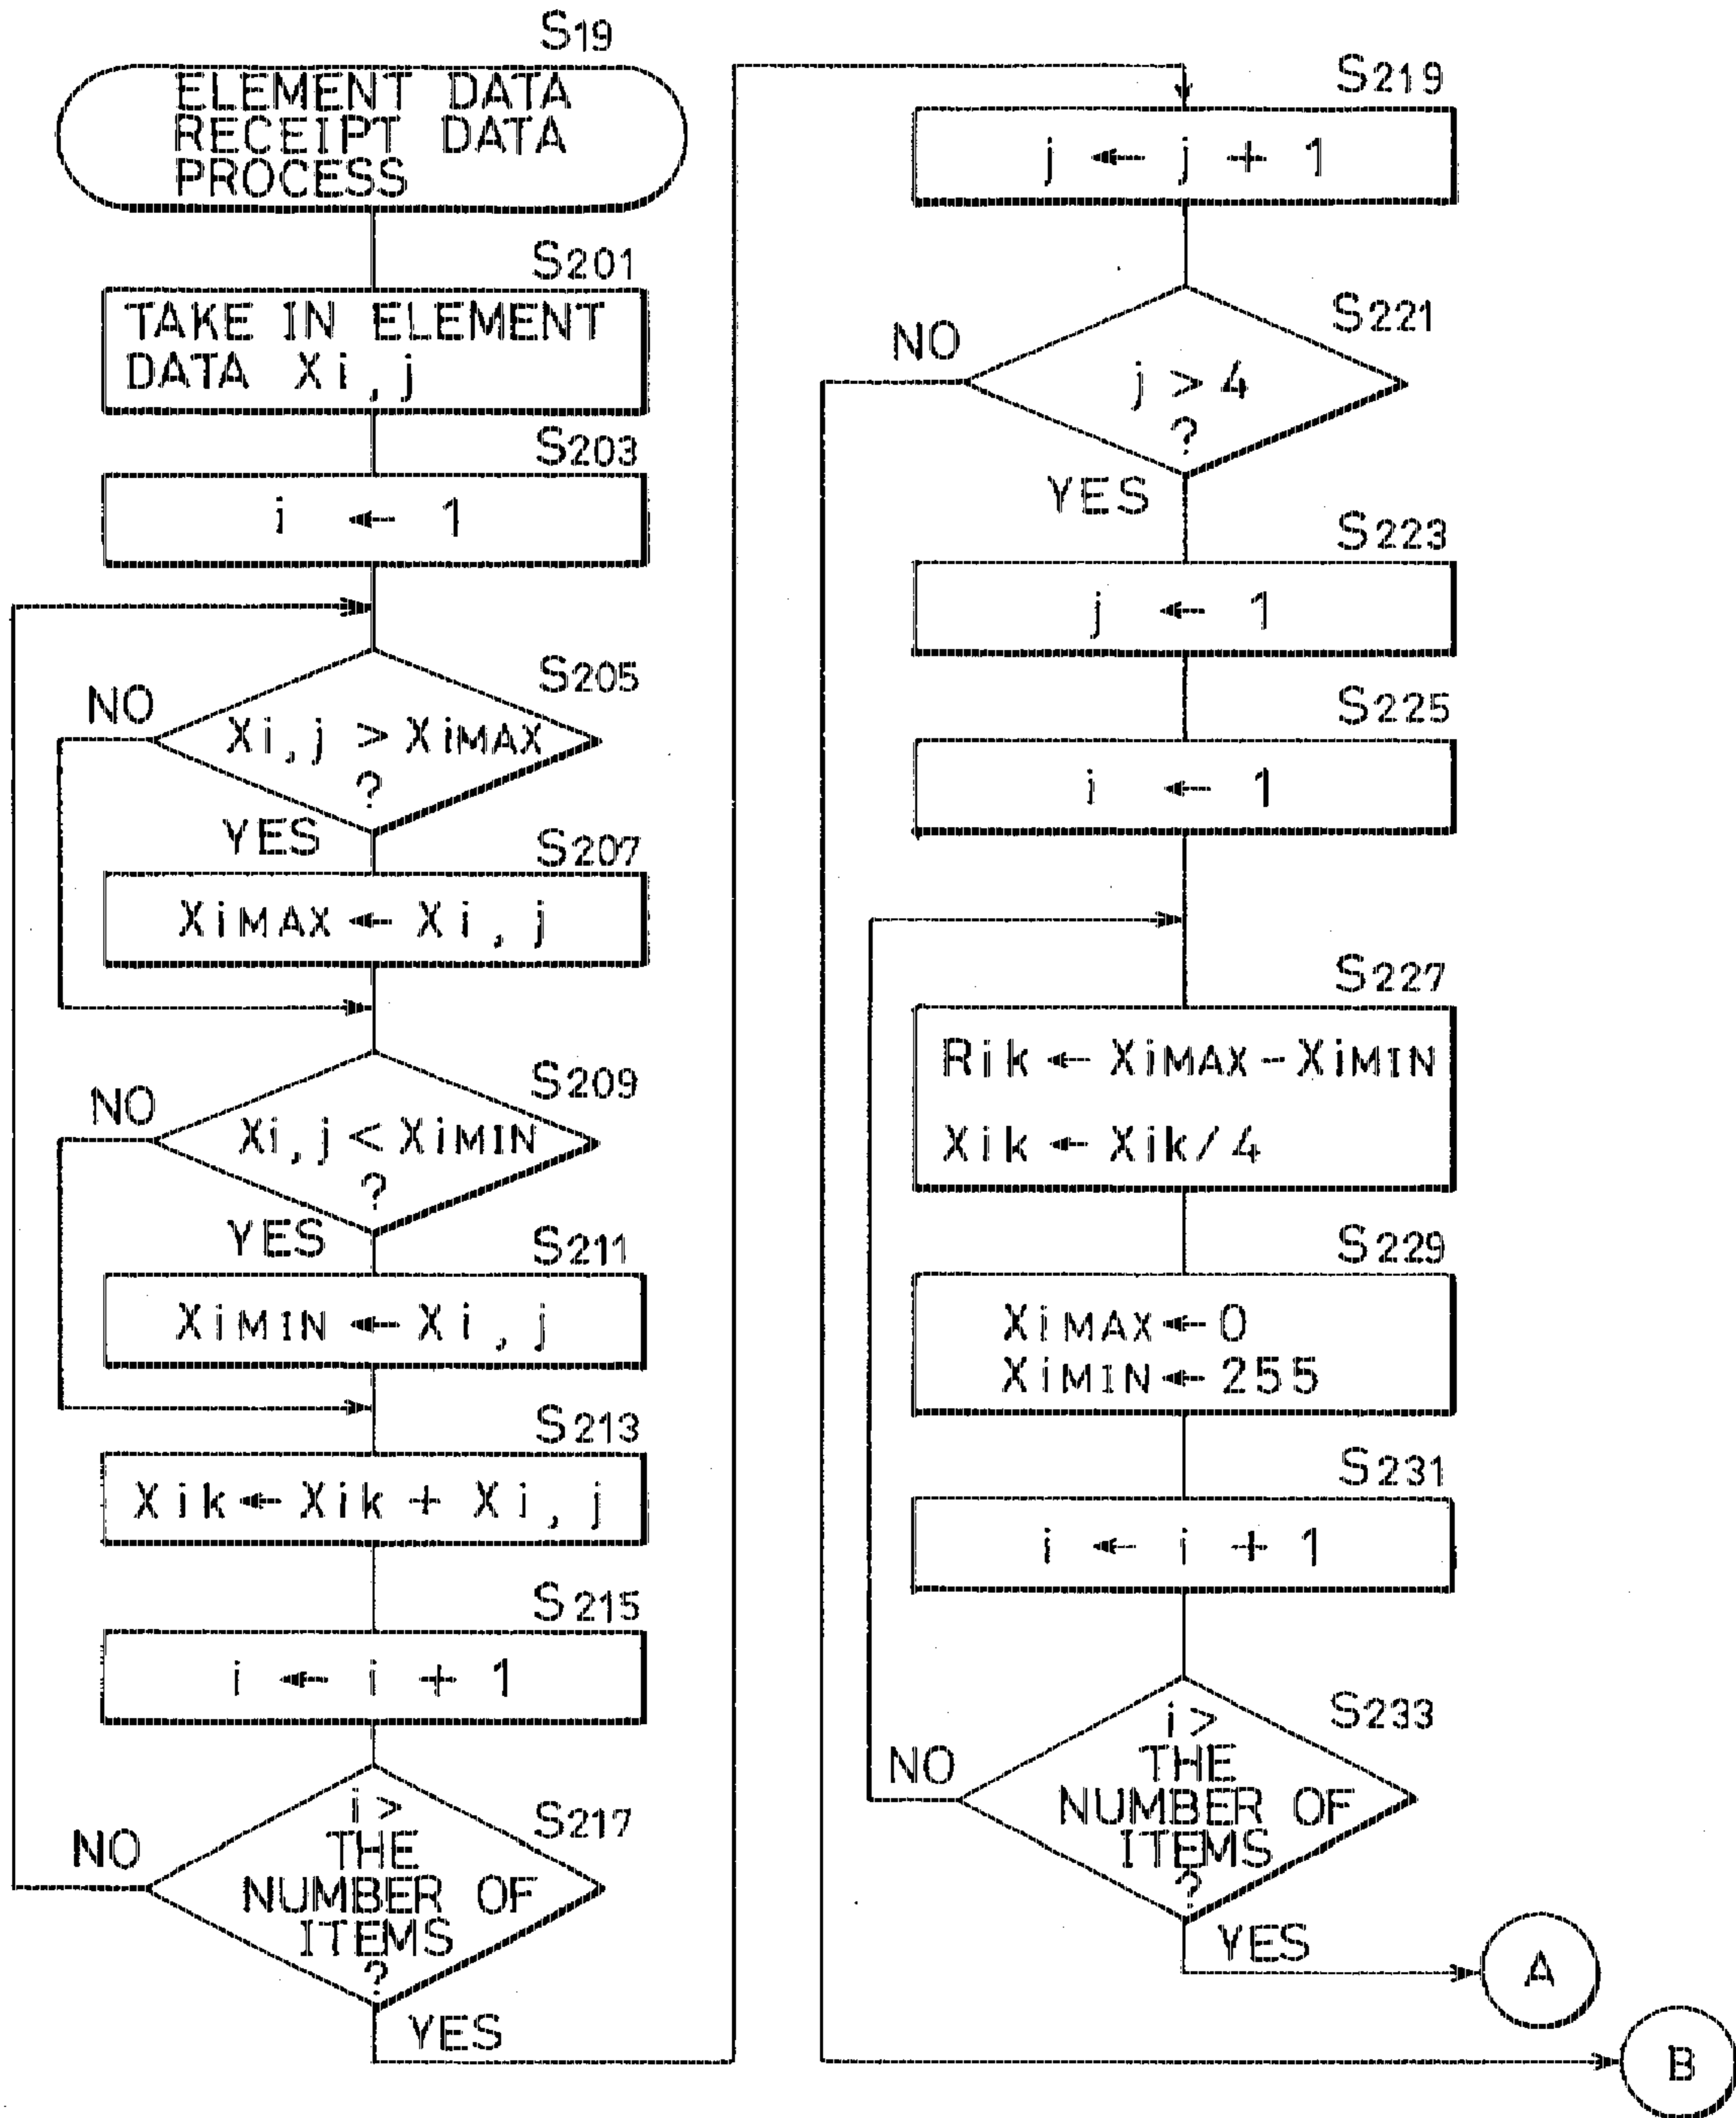 S19
ELEMENT DATA
RECEIPT DATA
PROCESS
S201
TAKE IN ELEMENT
DATA Xi,j
S203
i ← 1
S205
NO
Xi,j > XiMAX
?
YES
S207
XiMAX ← Xi,j
S209
NO
Xi,j < XiMIN
?
YES
S211
XiMIN ← Xi,j
S213
Xik ← Xik + Xi,j
S215
i ← i + 1
S217
NO
i >
THE
NUMBER OF
ITEMS
?
YES
S219
j ← j + 1
S221
NO
j > 4
?
YES
S223
j ← 1
S225
i ← 1
S227
Rik ← XiMAX - XiMIN
Xik ← Xik/4
S229
XiMAX ← 0
XiMIN ← 255
S231
i ← i + 1
S233
NO
i >
THE
NUMBER OF
ITEMS
?
YES
A
B